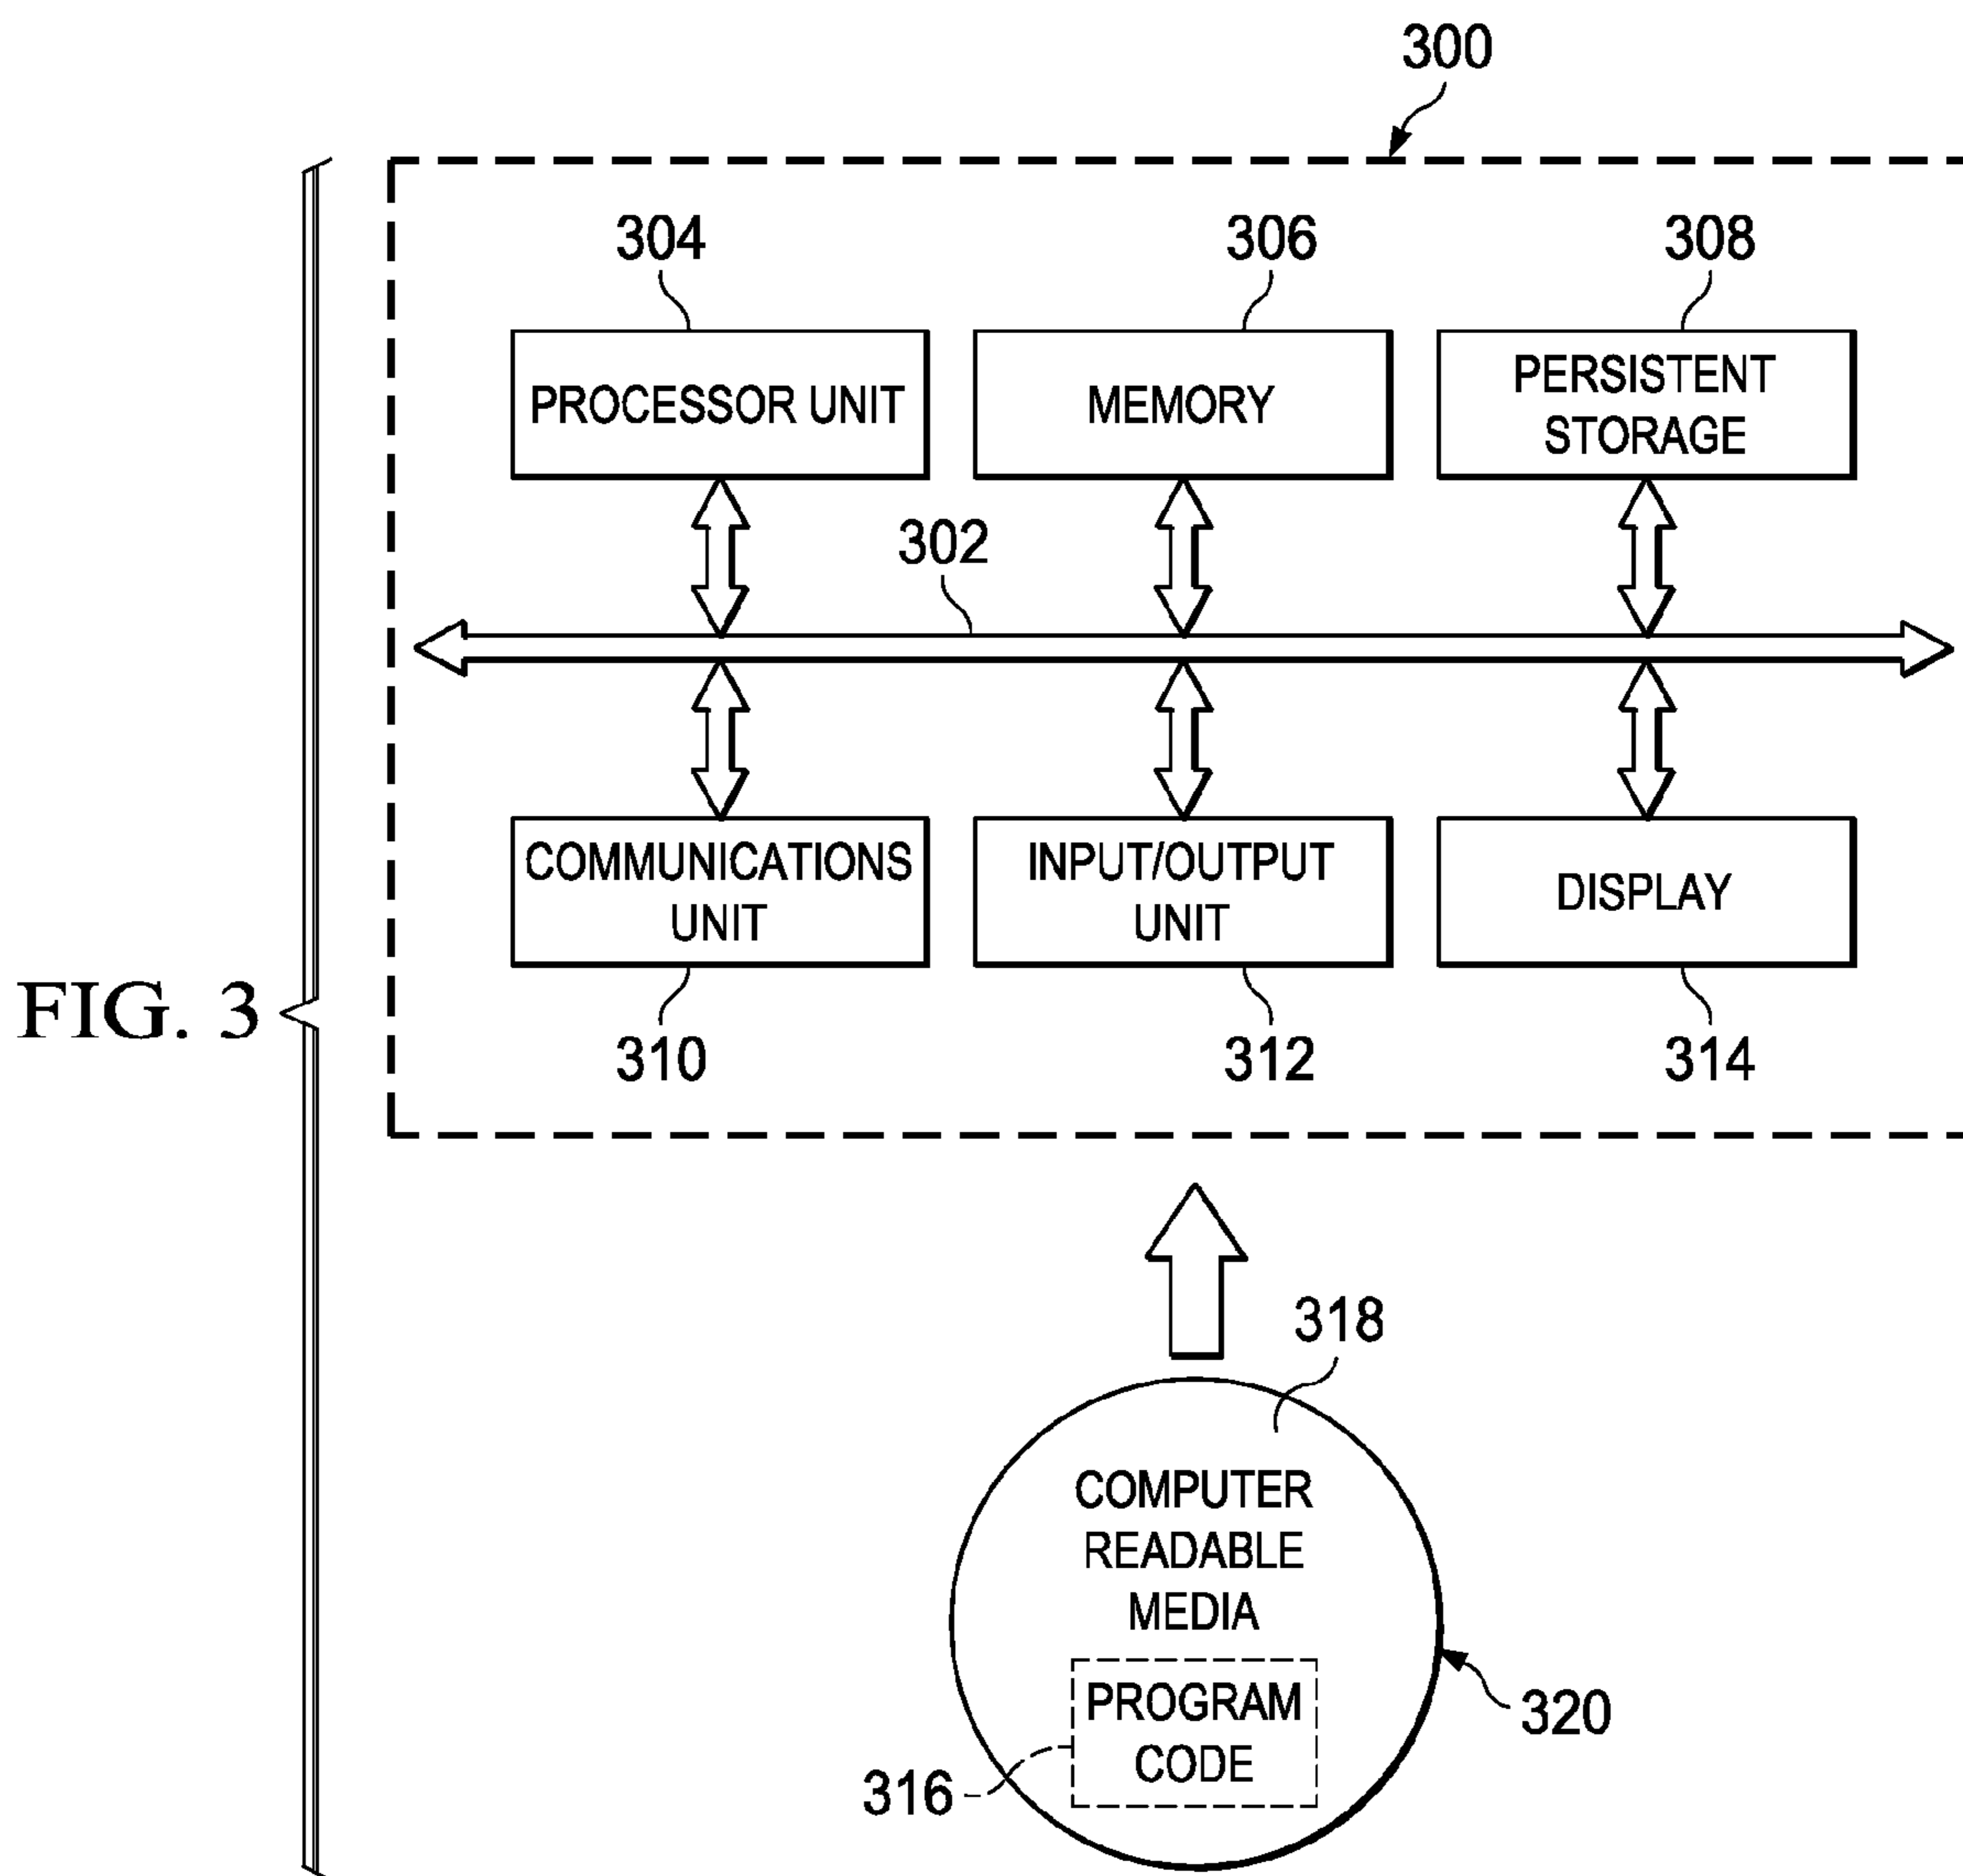 300
304
306
308
PROCESSOR UNIT
MEMORY
PERSISTENT
STORAGE
302
COMMUNICATIONS
UNIT
INPUT/OUTPUT
UNIT
DISPLAY
FIG. 3
310
312
314
318
COMPUTER
READABLE
MEDIA
PROGRAM
CODE
320
316